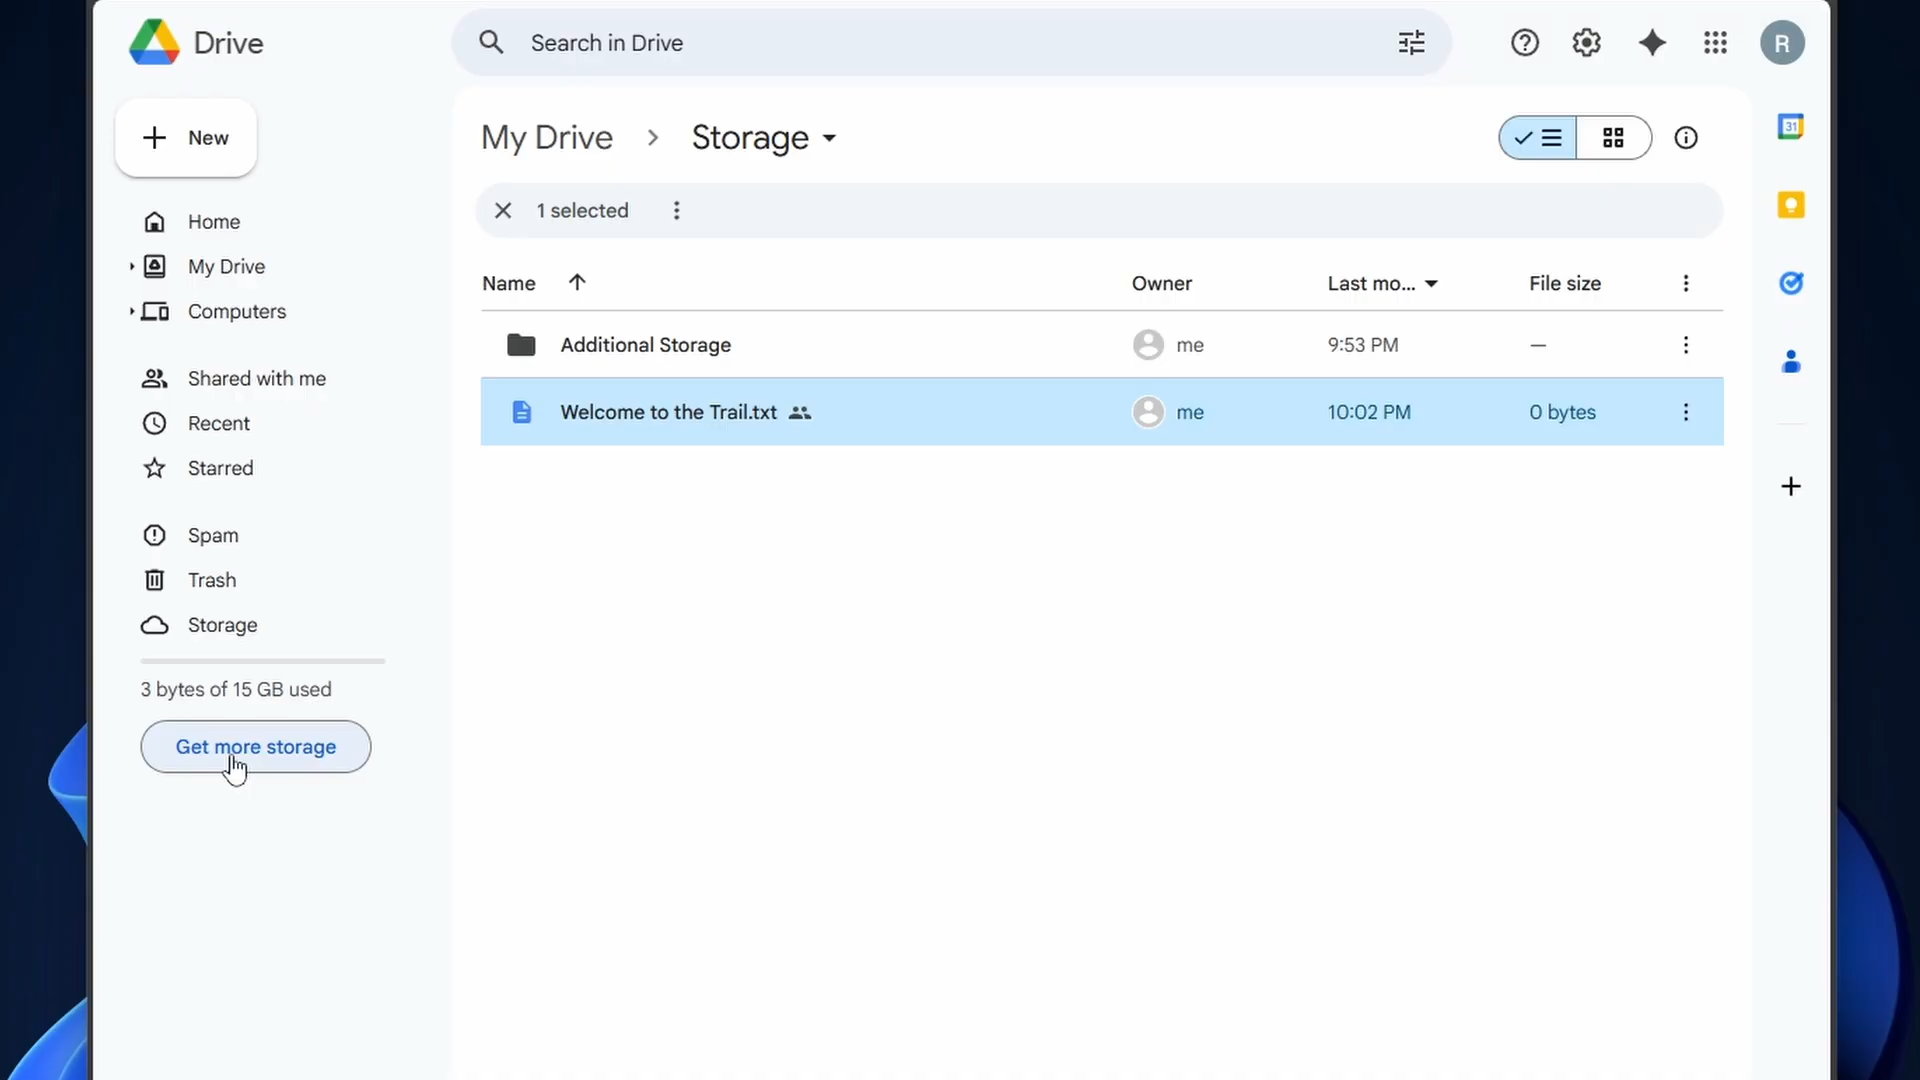 Drive
Search in Drive
R
New
My Drive > Storage
31
1 selected
Home
My Drive
Computers
Shared with me
Recent
Starred
Spam
Trash
Storage
3 bytes of 15 GB used
Get more storage
Name Owner Last mo... File size
Additional Storage me 9:53 PM —
Welcome to the Trail.txt me 10:02 PM 0 bytes